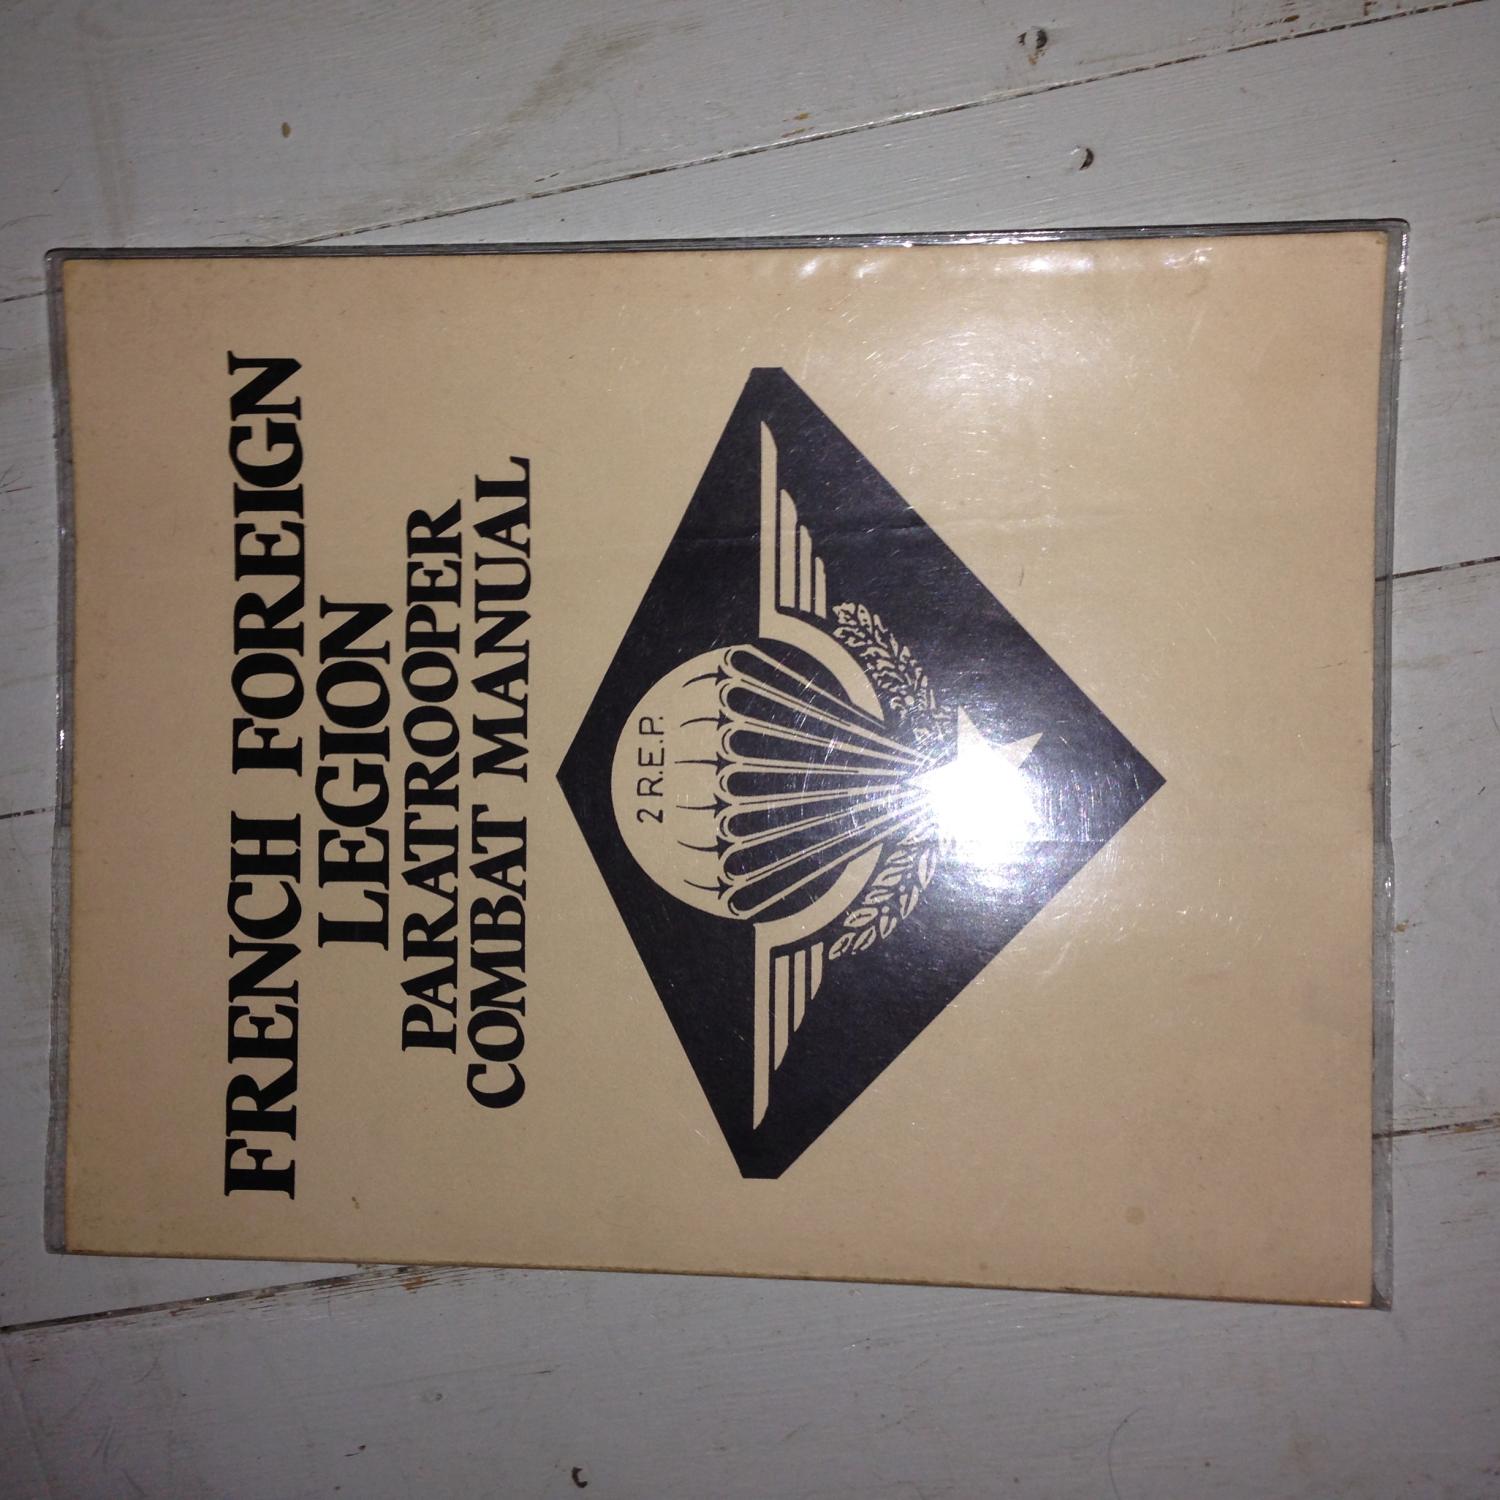 FRENCH FOREIGN
LEGION
PARATROOPER
COMBAT MANUAL
2 R.E.P.